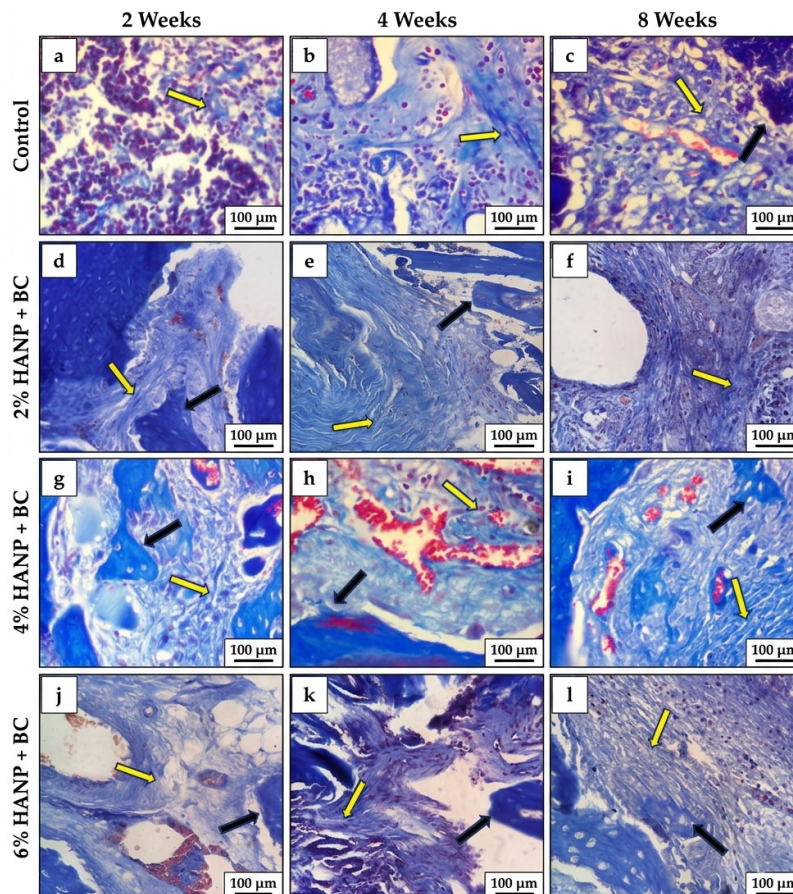 2 Weeks 4 Weeks 8 Weeks
Control
a b c
100 µm 100 µm 100 µm
2% HANP + BC
d e f
100 µm 100 µm 100 µm
4% HANP + BC
g h i
100 µm 100 µm 100 µm
6% HANP + BC
j k l
100 µm 100 µm 100 µm